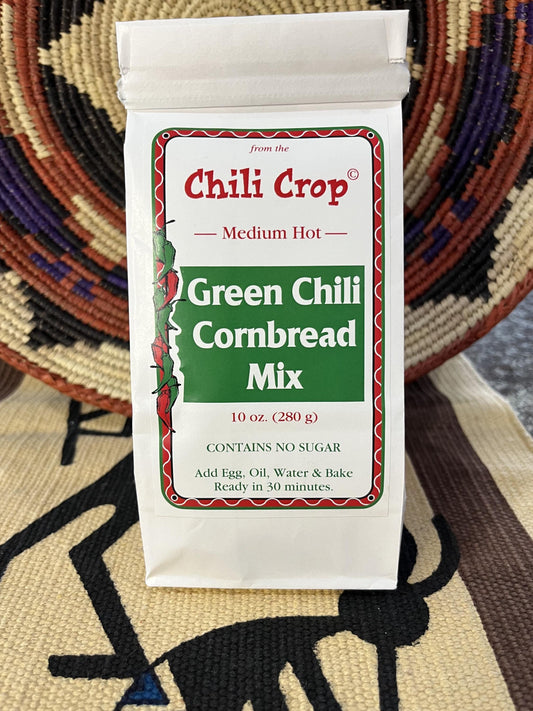 from the
Chili Crop©
— Medium Hot —
Green Chili
Cornbread
Mix
10 oz. (280 g)
CONTAINS NO SUGAR
Add Egg, Oil, Water & Bake
Ready in 30 minutes.